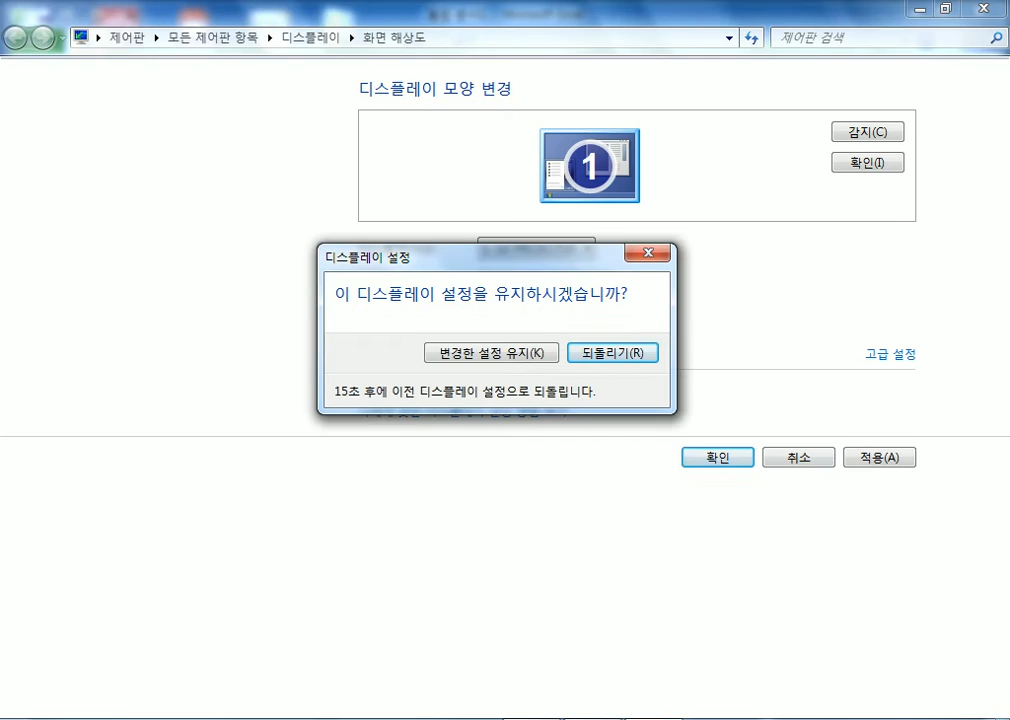 제어판 ▸ 모든 제어판 항목 ▸ 디스플레이 ▸ 화면 해상도
제어판 검색
디스플레이 모양 변경
1
감지(C)
확인(I)
디스플레이 설정
이 디스플레이 설정을 유지하시겠습니까?
변경한 설정 유지(K)
되돌리기(R)
15초 후에 이전 디스플레이 설정으로 되돌립니다.
고급 설정
확인
취소
적용(A)